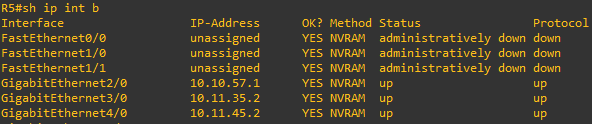 R5#sh ip int b
Interface IP-Address OK? Method Status Protocol
FastEthernet0/0 unassigned YES NVRAM administratively down down
FastEthernet1/0 unassigned YES NVRAM administratively down down
FastEthernet1/1 unassigned YES NVRAM administratively down down
GigabitEthernet2/0 10.10.57.1 YES NVRAM up up
GigabitEthernet3/0 10.11.35.2 YES NVRAM up up
GigabitEthernet4/0 10.11.45.2 YES NVRAM up up